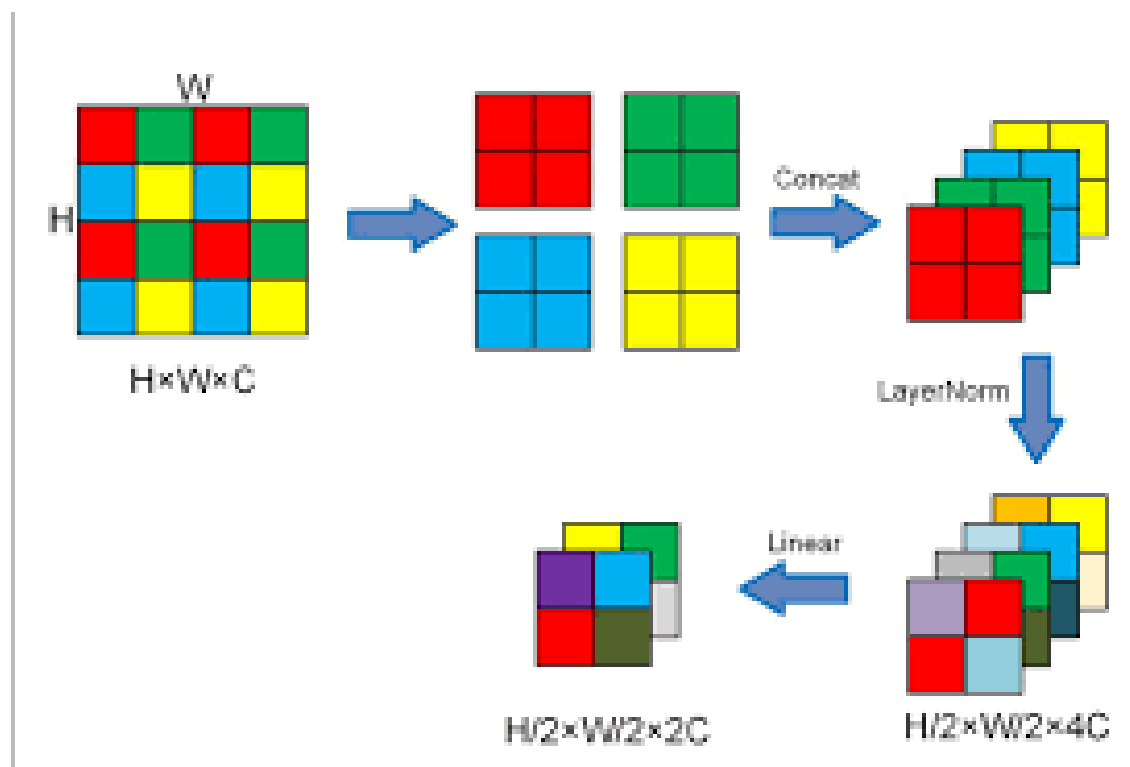 W
H
H×W×C
Concat
LayerNorm
Linear
H/2×W/2×2C
H/2×W/2×4C